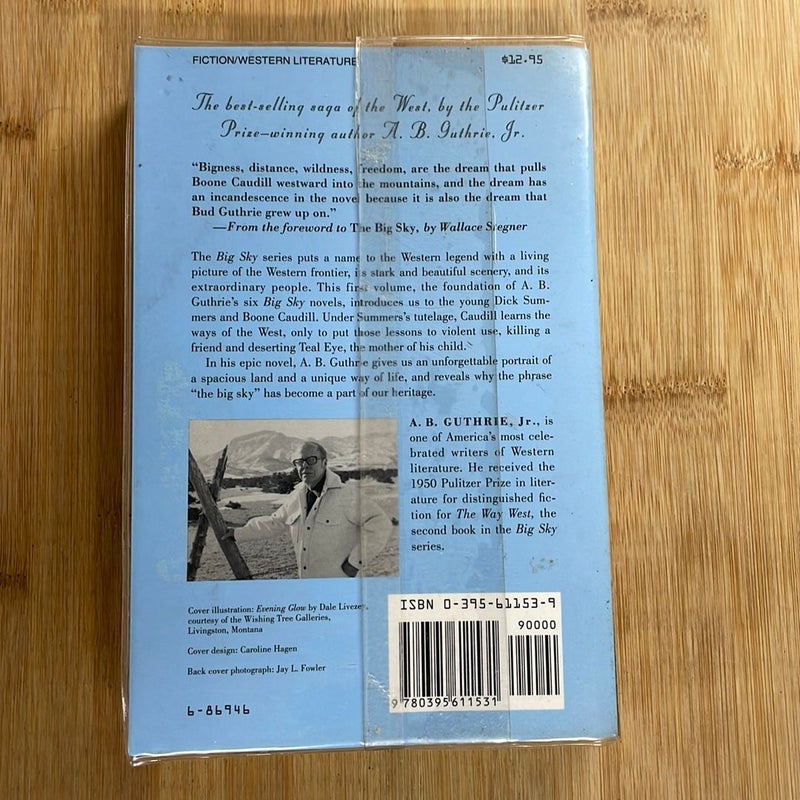 FICTION/WESTERN LITERATURE $12.95
The best-selling saga of the West, by the Pulitzer
Prize–winning author A. B. Guthrie, Jr.
“Bigness, distance, wildness, freedom, are the dream that pulls
Boone Caudill westward into the mountains, and the dream has
an incandescence in the novel because it is also the dream that
Bud Guthrie grew up on.”
—From the foreword to The Big Sky, by Wallace Stegner
The Big Sky series puts a name to the Western legend with a living
picture of the Western frontier, its stark and beautiful scenery, and its
extraordinary people. This first volume, the foundation of A. B.
Guthrie's six Big Sky novels, introduces us to the young Dick Sum-
mers and Boone Caudill. Under Summers's tutelage, Caudill learns the
ways of the West, only to put those lessons to violent use, killing a
friend and deserting Teal Eye, the mother of his child.
In his epic novel, A. B. Guthrie gives us an unforgettable portrait of
a spacious land and a unique way of life, and reveals why the phrase
“the big sky” has become a part of our heritage.
A. B. GUTHRIE, Jr., is
one of America's most cele-
brated writers of Western
literature. He received the
1950 Pulitzer Prize in liter-
ature for distinguished fic-
tion for The Way West, the
second book in the Big Sky
series.
Cover illustration: Evening Glow by Dale Livezey,
courtesy of the Wishing Tree Galleries,
Livingston, Montana
Cover design: Caroline Hagen
Back cover photograph: Jay L. Fowler
6-86946
ISBN 0-395-61153-9
90000
9 780395611531